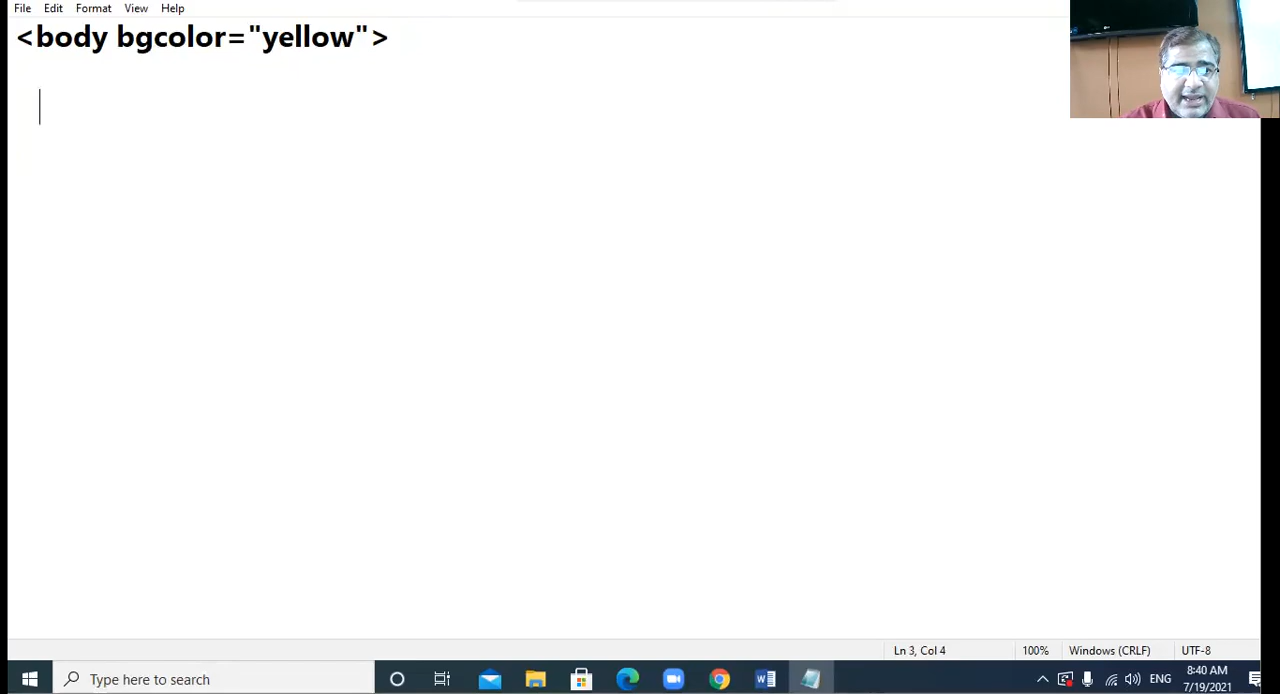 File Edit Format View Help
<body bgcolor="yellow">
Ln 3, Col 4 100% Windows (CRLF) UTF-8
Type here to search ENG 8:40 AM
7/19/2021